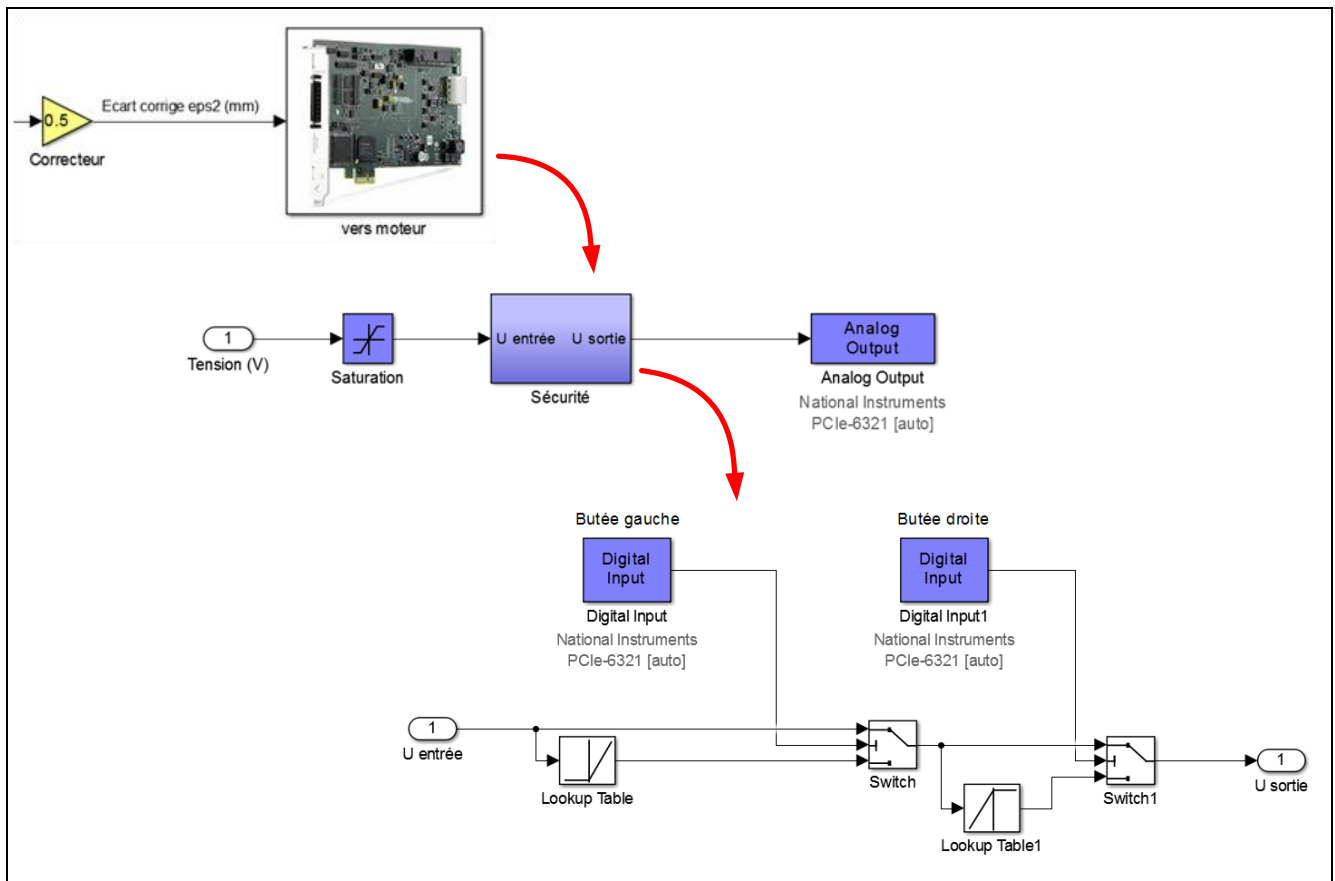 Ecart corrige eps2 (mm)
0.5
Correcteur
vers moteur
1
Tension (V)
Saturation
U entrée U sortie
Sécurité
Analog
Output
Analog Output
National Instruments
PCIe-6321 [auto]
Butée gauche
Digital
Input
Digital Input
National Instruments
PCIe-6321 [auto]
Butée droite
Digital
Input
Digital Input1
National Instruments
PCIe-6321 [auto]
1
U entrée
Lookup Table
Switch
Lookup Table1
Switch1
1
U sortie